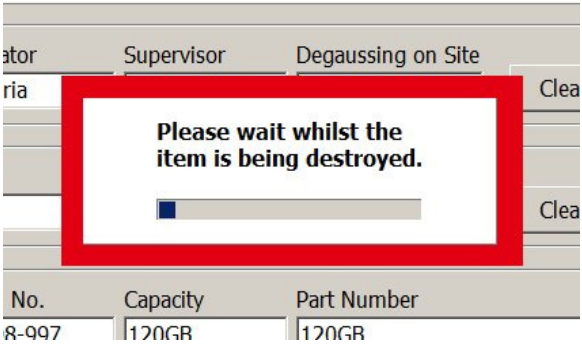 ator Supervisor Degaussing on Site
ria Clea
Please wait whilst the
item is being destroyed.
Clea
No. Capacity Part Number
8-997 120GB 120GB